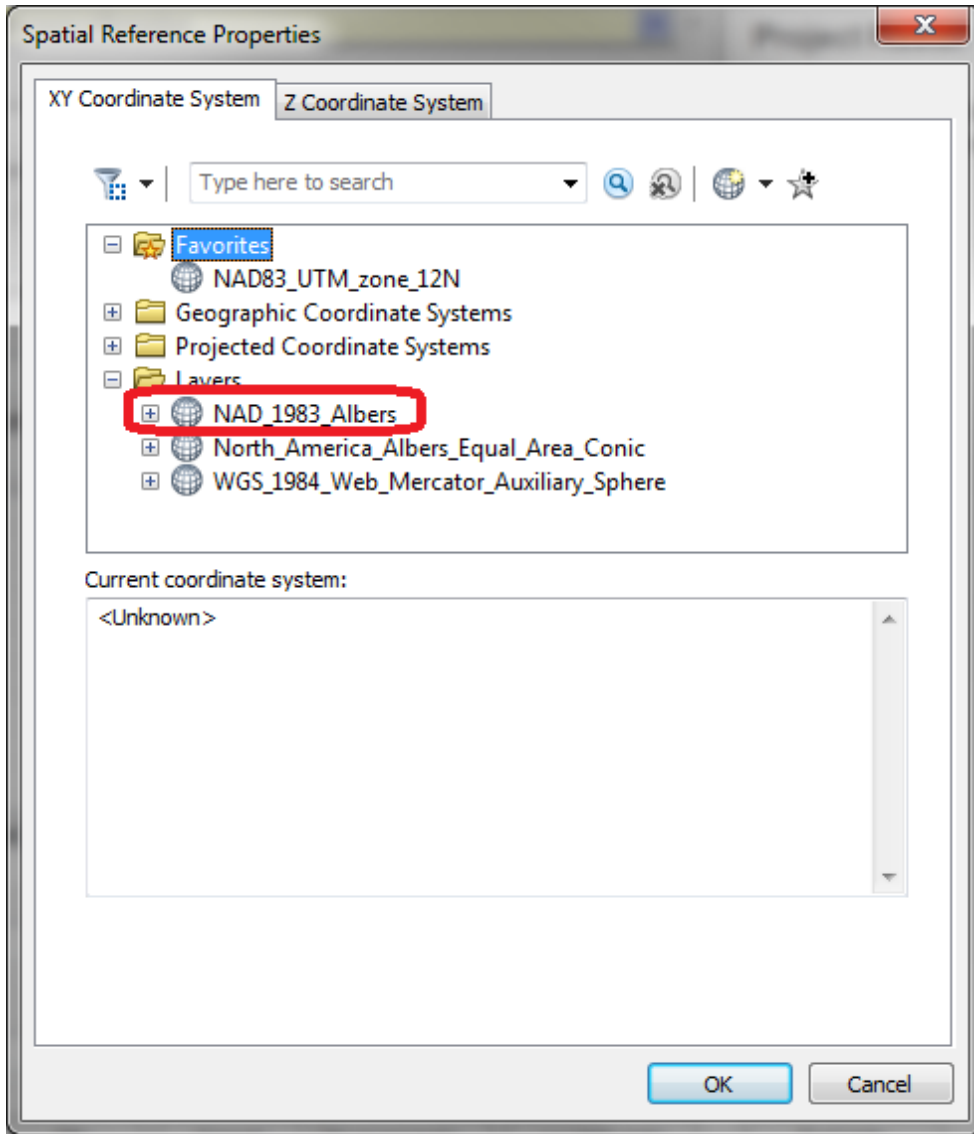 Spatial Reference Properties
XY Coordinate System Z Coordinate System
Type here to search
Favorites
NAD83_UTM_zone_12N
Geographic Coordinate Systems
Projected Coordinate Systems
Layers
NAD_1983_Albers
North_America_Albers_Equal_Area_Conic
WGS_1984_Web_Mercator_Auxiliary_Sphere
Current coordinate system:
<Unknown>
OK Cancel